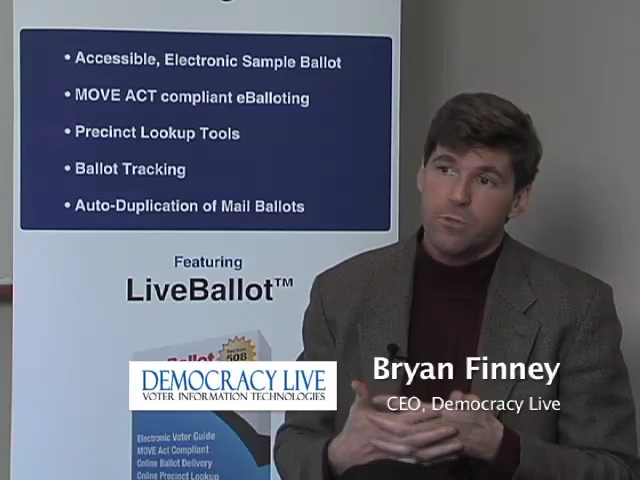 • Accessible, Electronic Sample Ballot
• MOVE ACT compliant eBalloting
• Precinct Lookup Tools
• Ballot Tracking
• Auto-Duplication of Mail Ballots
Featuring
LiveBallot™
Ballot
508
DEMOCRACY LIVE
VOTER INFORMATION TECHNOLOGIES
Bryan Finney
CEO, Democracy Live
Electronic Voter Guide
MOVE Act Compliant
Online Ballot Delivery
Online Precinct Lookup